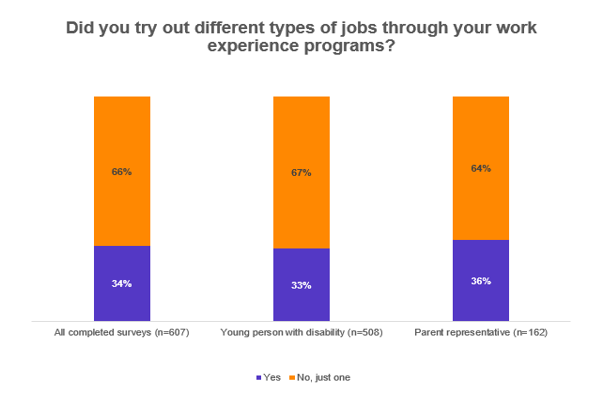 Did you try out different types of jobs through your work
experience programs?
66% 67% 64%
34% 33% 36%
All completed surveys (n=607) Young person with disability (n=508) Parent representative (n=162)
Yes No, just one